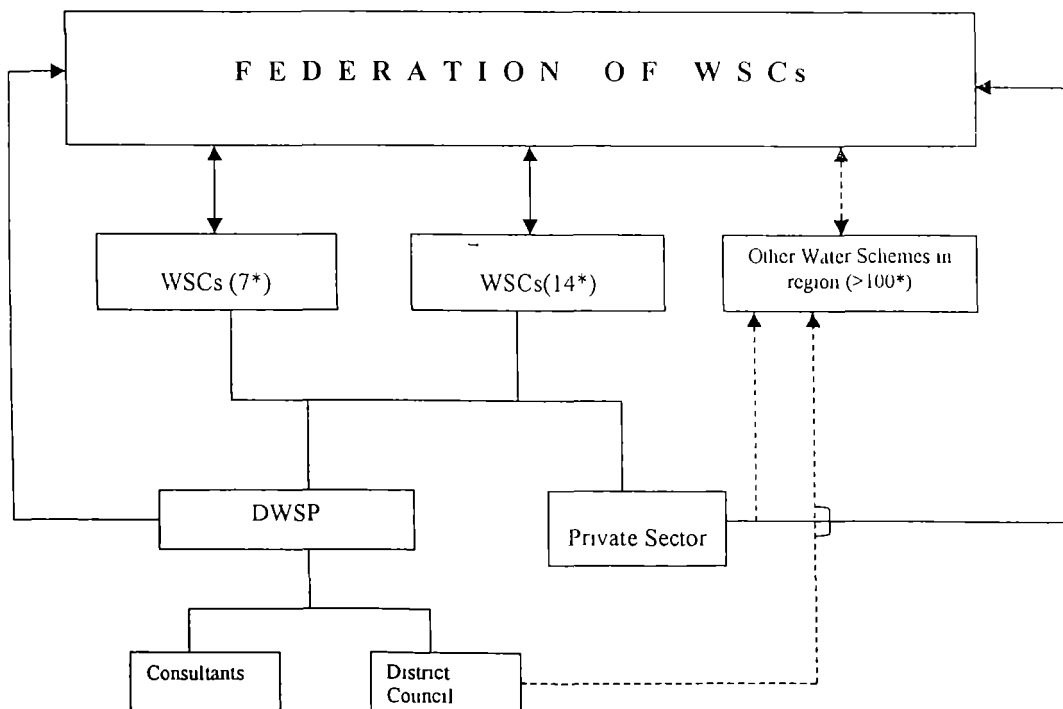 FEDERATION OF WSCs
WSCs (7*)
WSCs(14*)
Other Water Schemes in
region (>100*)
DWSP
Private Sector
Consultants
District
Council